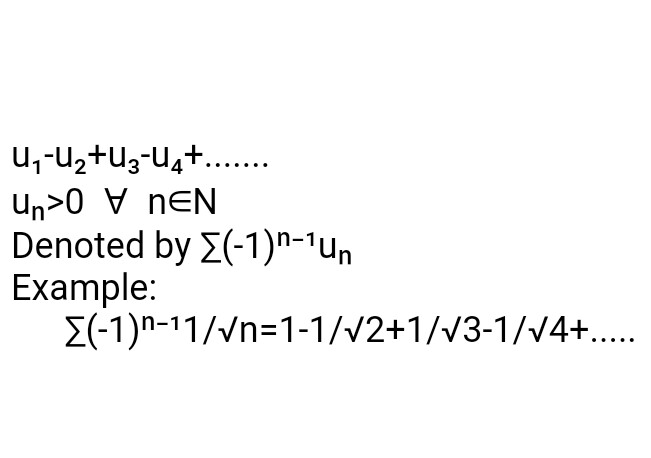 u₁-u₂+u₃-u₄+.......
uₙ>0 ∀ n∈N
Denoted by ∑(-1)ⁿ⁻¹uₙ
Example:
∑(-1)ⁿ⁻¹1/√n=1-1/√2+1/√3-1/√4+.....